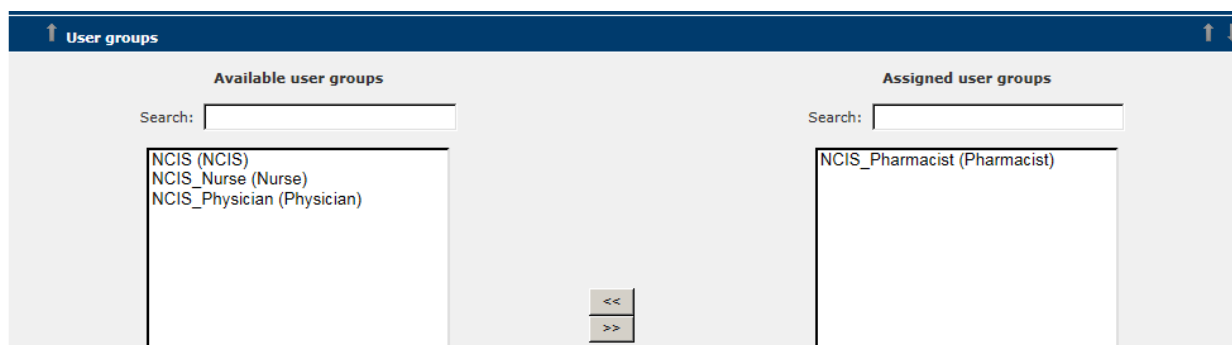 User groups
Available user groups
Assigned user groups
Search:
Search:
NCIS (NCIS)
NCIS_Nurse (Nurse)
NCIS_Physician (Physician)
NCIS_Pharmacist (Pharmacist)
<<
>>